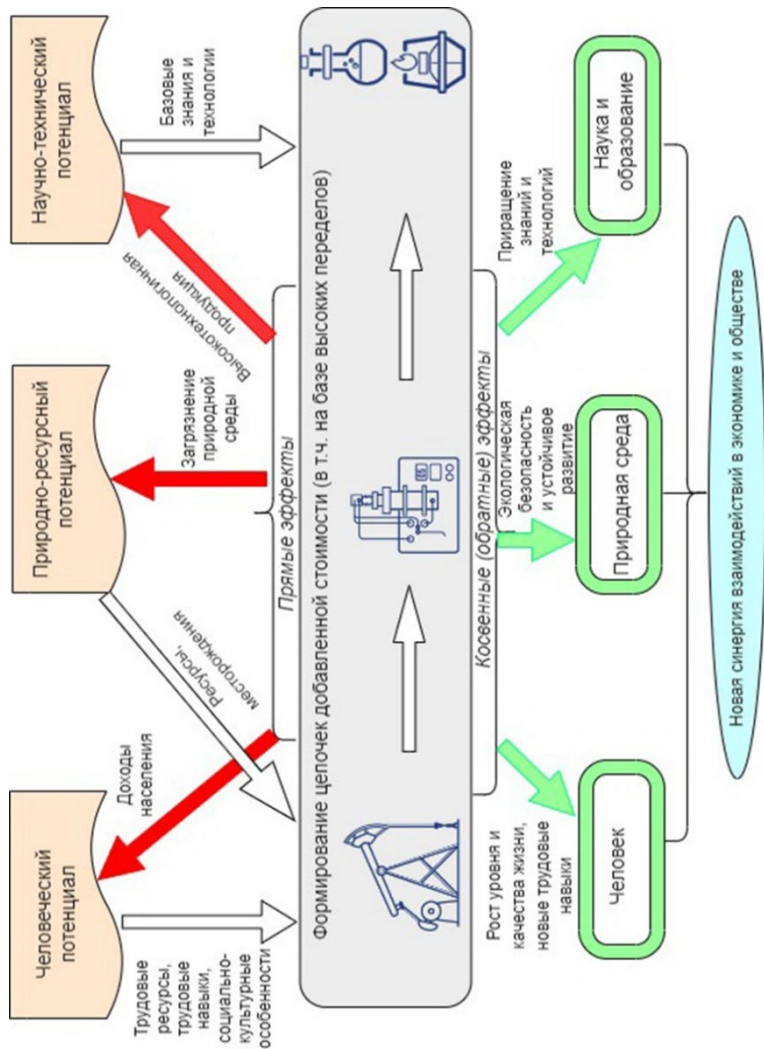 Человеческий
потенциал
Природно-ресурсный
потенциал
Научно-технический
потенциал
Трудовые
ресурсы,
трудовые
навыки,
социально-
культурные
особенности
Доходы
населения
Ресурсы,
месторождения
Загрязнение
природной
среды
Высокотехнологичная
продукция
Базовые
знания и
технологии
Прямые эффекты
Формирование цепочек добавленной стоимости (в т.ч. на базе высоких переделов)
Косвенные (обратные) эффекты
Рост уровня и
качества жизни,
новые трудовые
навыки
Экологическая
безопасность
и устойчивое
развитие
Приращение
знаний и
технологий
Человек
Природная среда
Наука и
образование
Новая синергия взаимодействий в экономике и обществе